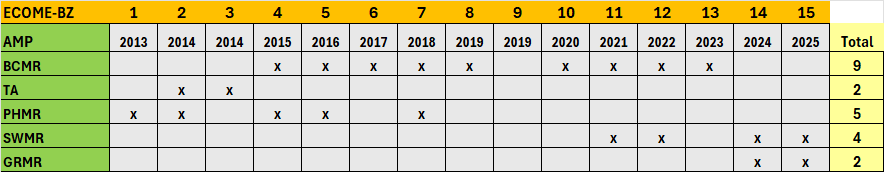 ECOME-BZ 1 2 3 4 5 6 7 8 9 10 11 12 13 14 15
AMP 2013 2014 2014 2015 2016 2017 2018 2019 2019 2020 2021 2022 2023 2024 2025 Total
BCMR x x x x x x x x x 9
TA x x 2
PHMR x x x x x 5
SWMR x x x x 4
GRMR x x 2